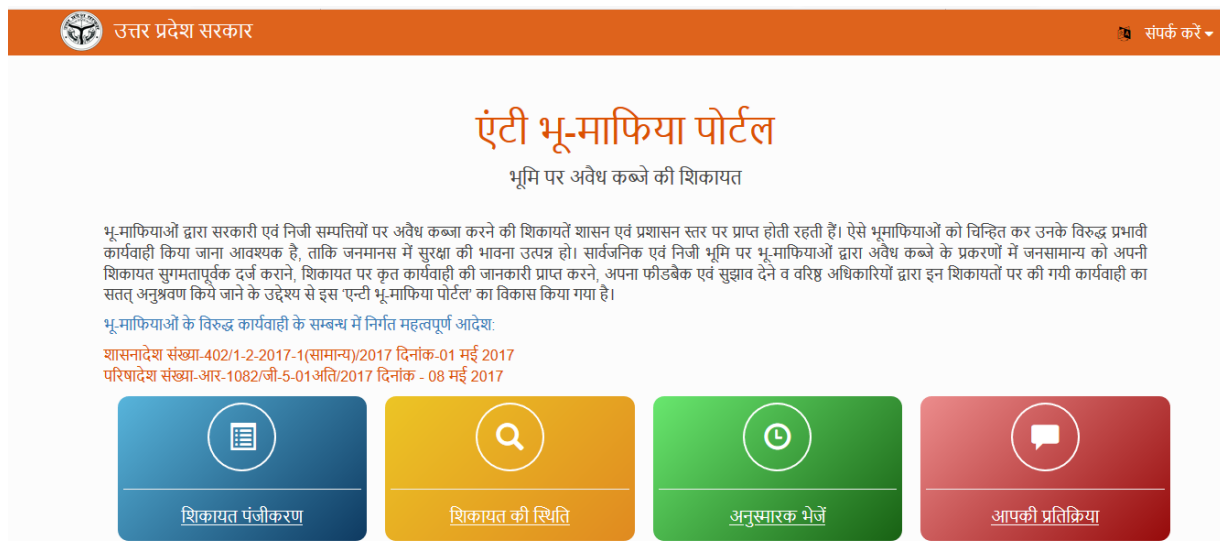 उत्तर प्रदेश सरकार
संपर्क करें
एंटी भू-माफिया पोर्टल
भूमि पर अवैध कब्जे की शिकायत
भू-माफियाओं द्वारा सरकारी एवं निजी सम्पत्तियों पर अवैध कब्जा करने की शिकायतें शासन एवं प्रशासन स्तर पर प्राप्त होती रहती हैं। ऐसे भूमाफियाओं को चिन्हित कर उनके विरुद्ध प्रभावी
कार्यवाही किया जाना आवश्यक है, ताकि जनमानस में सुरक्षा की भावना उत्पन्न हो। सार्वजनिक एवं निजी भूमि पर भू-माफियाओं द्वारा अवैध कब्जे के प्रकरणों में जनसामान्य को अपनी
शिकायत सुगमतापूर्वक दर्ज कराने, शिकायत पर कृत कार्यवाही की जानकारी प्राप्त करने, अपना फीडबैक एवं सुझाव देने व वरिष्ठ अधिकारियों द्वारा इन शिकायतों पर की गयी कार्यवाही का
सतत् अनुश्रवण किये जाने के उद्देश्य से इस 'एन्टी भू-माफिया पोर्टल' का विकास किया गया है।
भू-माफियाओं के विरुद्ध कार्यवाही के सम्बन्ध में निर्गत महत्वपूर्ण आदेश:
शासनादेश संख्या-402/1-2-2017-1(सामान्य)/2017 दिनांक-01 मई 2017
परिषादेश संख्या-आर-1082/जी-5-01अति/2017 दिनांक - 08 मई 2017
शिकायत पंजीकरण
शिकायत की स्थिति
अनुस्मारक भेजें
आपकी प्रतिक्रिया